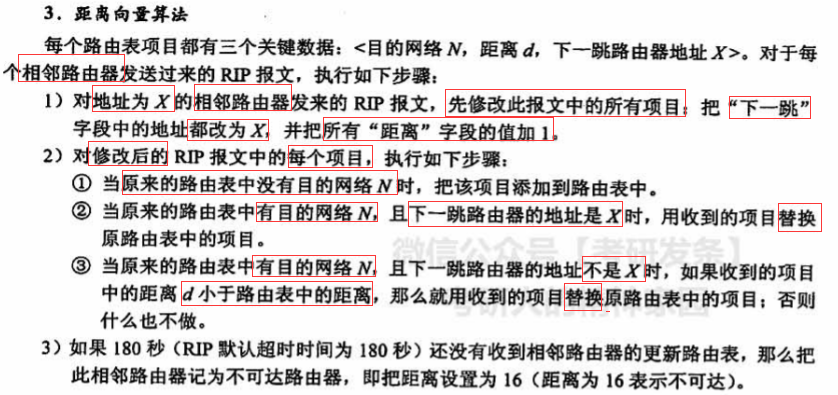 3．距离向量算法
每个路由表项目都有三个关键数据：<目的网络 N，距离 d，下一跳路由器地址 X>。对于每
个相邻路由器发送过来的 RIP 报文，执行如下步骤：
1）对地址为 X 的相邻路由器发来的 RIP 报文，先修改此报文中的所有项目：把“下一跳”
字段中的地址都改为 X，并把所有“距离”字段的值加 1。
2）对修改后的 RIP 报文中的每个项目，执行如下步骤：
① 当原来的路由表中没有目的网络 N 时，把该项目添加到路由表中。
② 当原来的路由表中有目的网络 N，且下一跳路由器的地址是 X 时，用收到的项目替换
原路由表中的项目。
微信公众号【考研发条】
③ 当原来的路由表中有目的网络 N，且下一跳路由器的地址不是 X 时，如果收到的项目
中的距离 d 小于路由表中的距离，那么就用收到的项目替换原路由表中的项目；否则
什么也不做。
3）如果 180 秒（RIP 默认超时时间为 180 秒）还没有收到相邻路由器的更新路由表，那么把
此相邻路由器记为不可达路由器，即把距离设置为 16（距离为 16 表示不可达）。